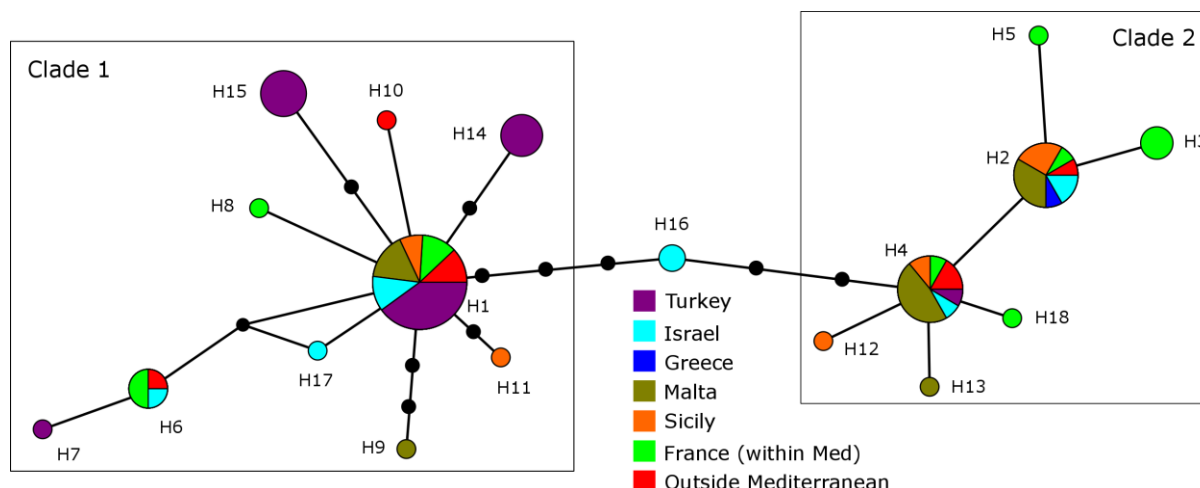 Clade 1
Clade 2
H5
H15
H10
H14
H3
H2
H8
H16
H4
H1
H18
H12
H11
H17
H13
H6
H7
H9
Turkey
Israel
Greece
Malta
Sicily
France (within Med)
Outside Mediterranean